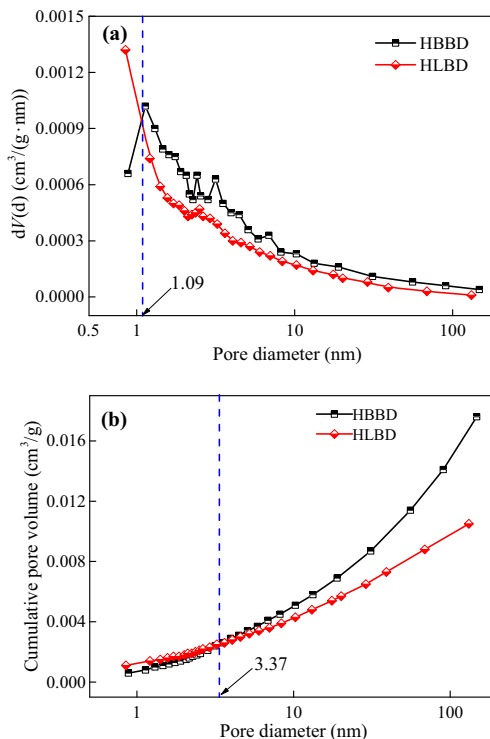 (a)
HBBD
HLBD
dV(d) (cm³/(g·nm))
0.0015
0.0012
0.0009
0.0006
0.0003
0.0000
1.09
0.5
1
10
100
Pore diameter (nm)
(b)
HBBD
HLBD
Cumulative pore volume (cm³/g)
0.016
0.012
0.008
0.004
0.000
3.37
1
10
100
Pore diameter (nm)